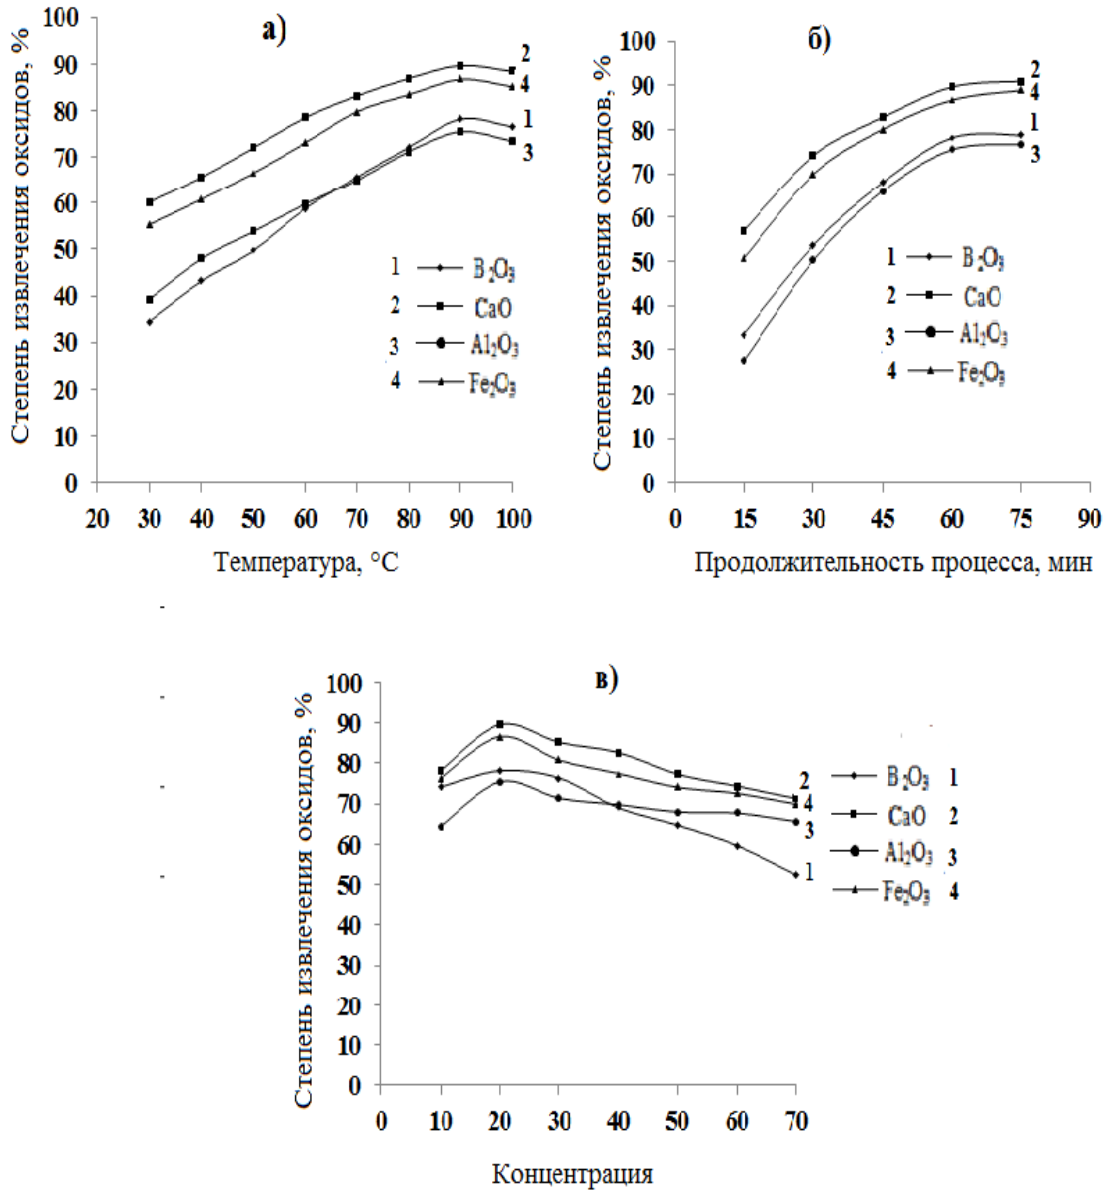 а)
Степень извлечения оксидов, %
100
90
80
70
60
50
40
30
20
10
0
2
4
1
3
1 B₂O₃
2 CaO
3 Al₂O₃
4 Fe₂O₃
20 30 40 50 60 70 80 90 100
Температура, °C
б)
Степень извлечения оксидов, %
100
90
80
70
60
50
40
30
20
10
0
2
4
1
3
1 B₂O₃
2 CaO
3 Al₂O₃
4 Fe₂O₃
0 15 30 45 60 75 90
Продолжительность процесса, мин
в)
Степень извлечения оксидов, %
100
90
80
70
60
50
40
30
20
10
0
2
4
3
1
B₂O₃ 1
CaO 2
Al₂O₃ 3
Fe₂O₃ 4
0 10 20 30 40 50 60 70
Концентрация